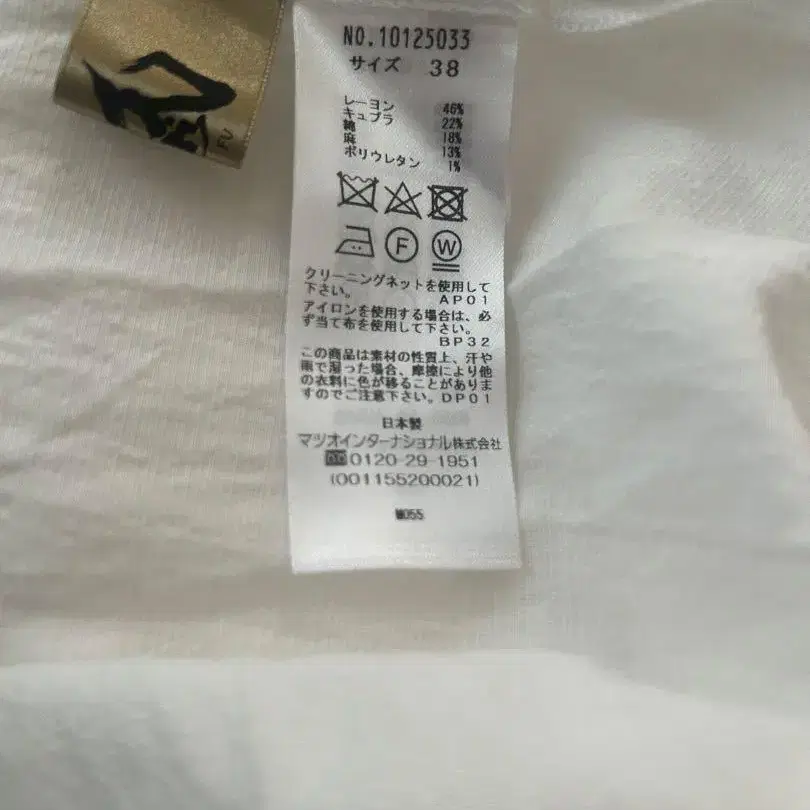 NO.10125033
サイズ 38
レーヨン 46%
キュプラ 22%
綿 18%
麻 13%
ポリウレタン 1%
F W
クリーニングネットを使用して
下さい。 AP01
アイロンを使用する場合は、必
ず当て布を使用して下さい。
BP32
この商品は素材の性質上、汗や
雨で湿った場合、摩擦により他
の衣料に色が移ることがありま
すのでご注意下さい。DP01
日本製
マツオインターナショナル株式会社
0120-29-1951
(001155200021)
FU